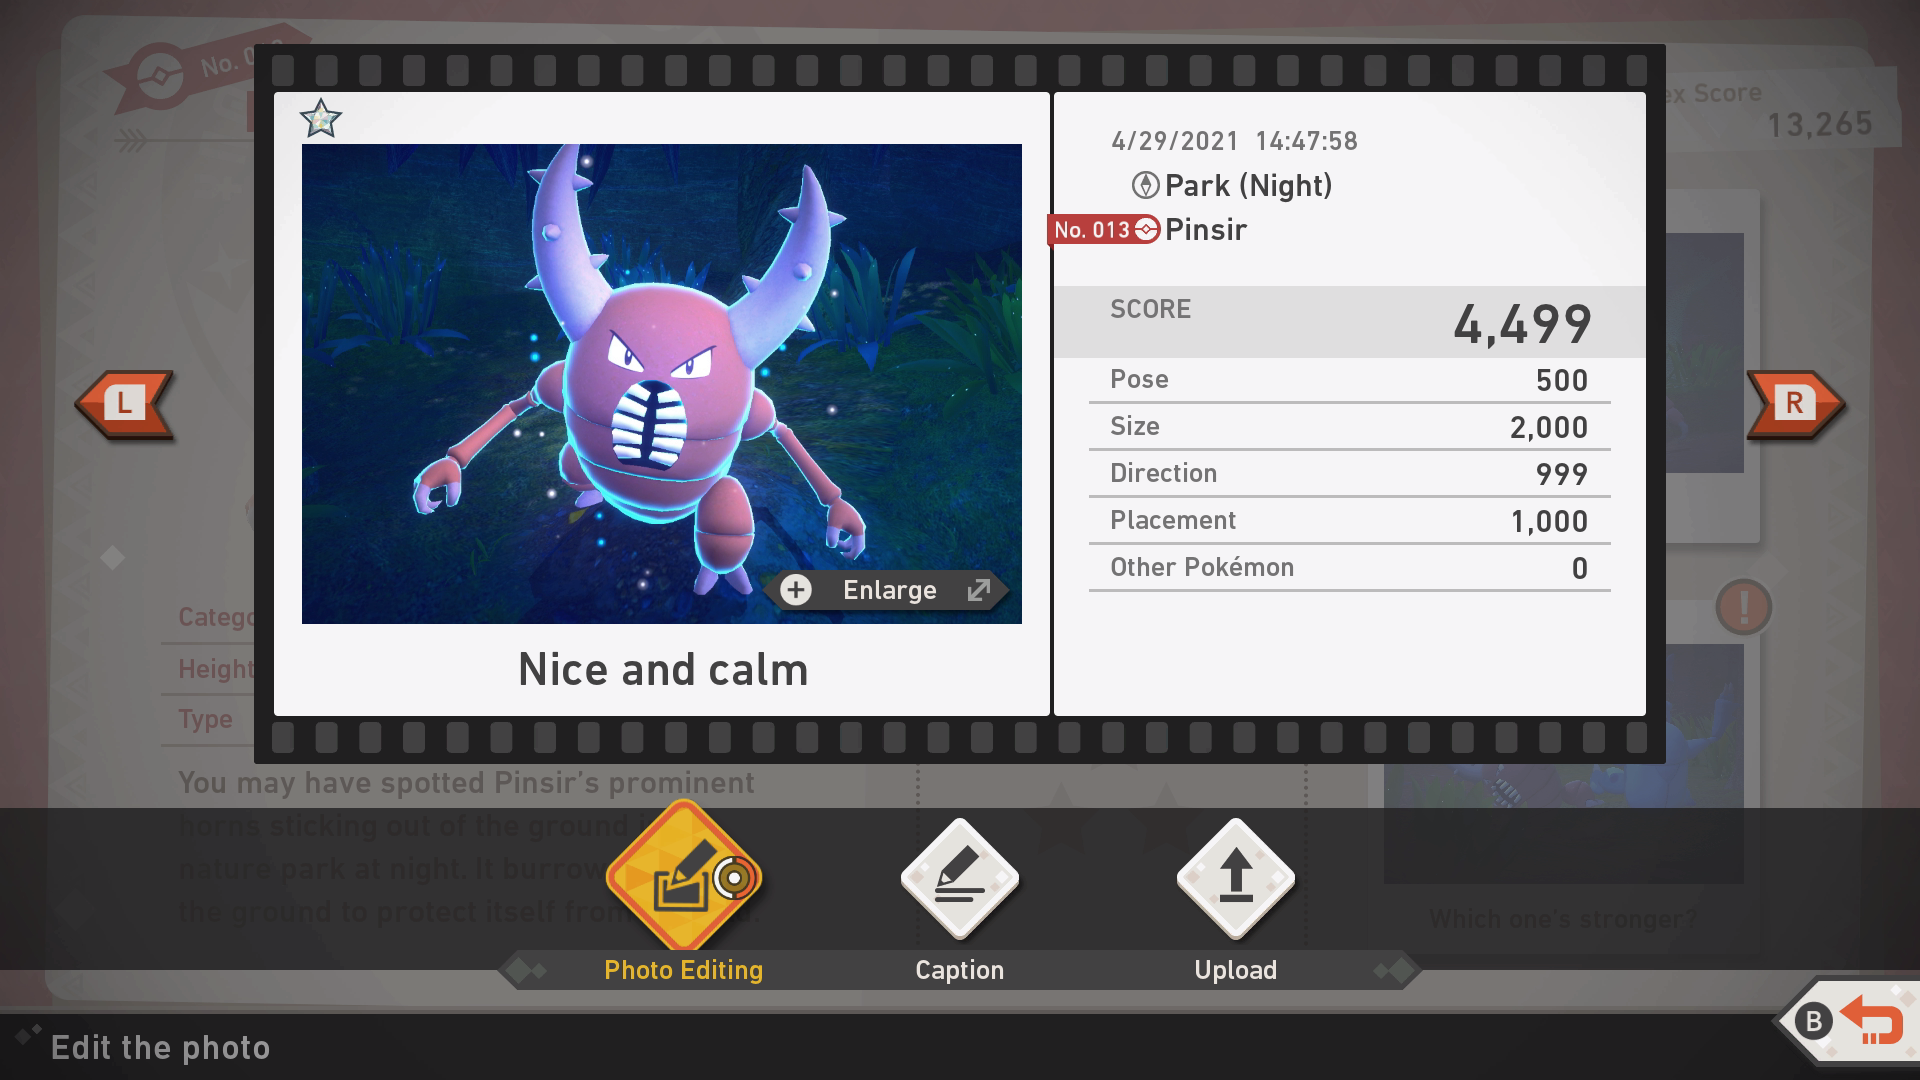 No. 0
ex Score
13,265
4/29/2021 14:47:58
Park (Night)
No. 013
Pinsir
SCORE
4,499
Pose
500
Size
2,000
Direction
999
Placement
1,000
Other Pokémon
0
L
R
+ Enlarge
Nice and calm
Catego
Height
Type
You may have spotted Pinsir's prominent
horns sticking out of the ground i
nature park at night. It burrow
the ground to protect itself from
Which one's stronger?
Photo Editing
Caption
Upload
Edit the photo
B